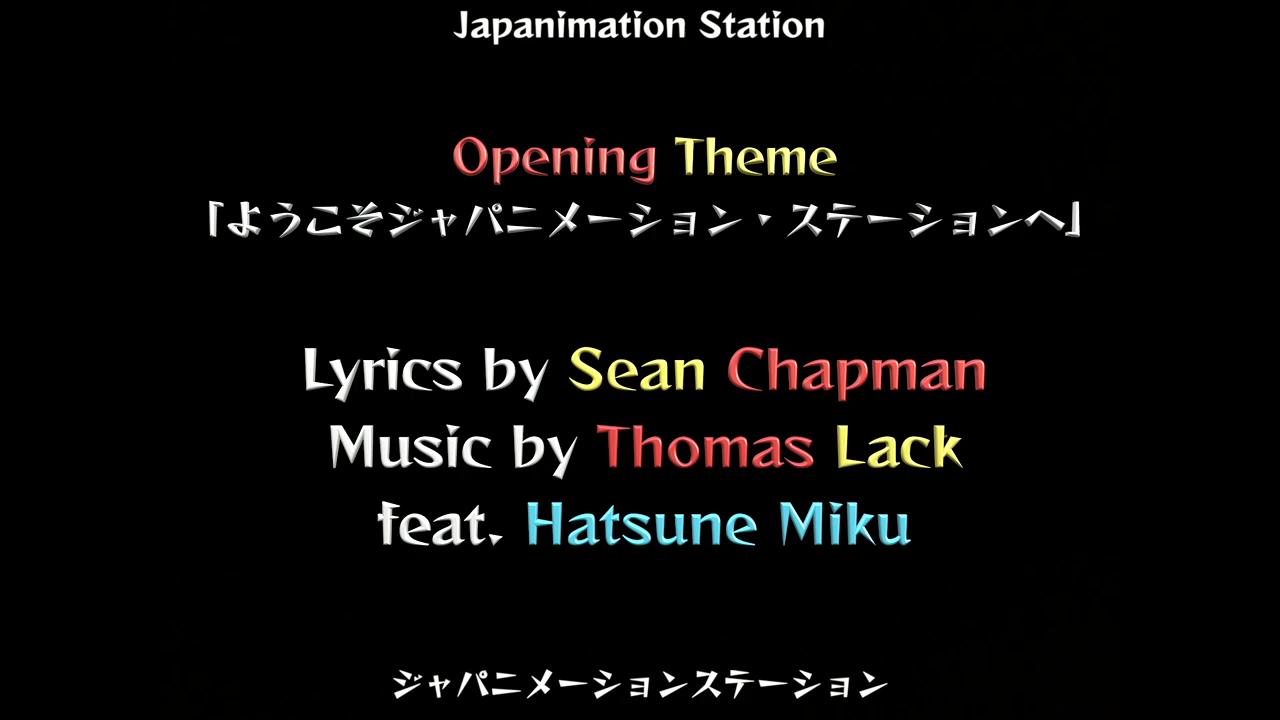 Japanimation Station
Opening Theme
「ようこそジャパニメーション・ステーションへ」
Lyrics by Sean Chapman
Music by Thomas Lack
feat. Hatsune Miku
ジャパニメーションステーション